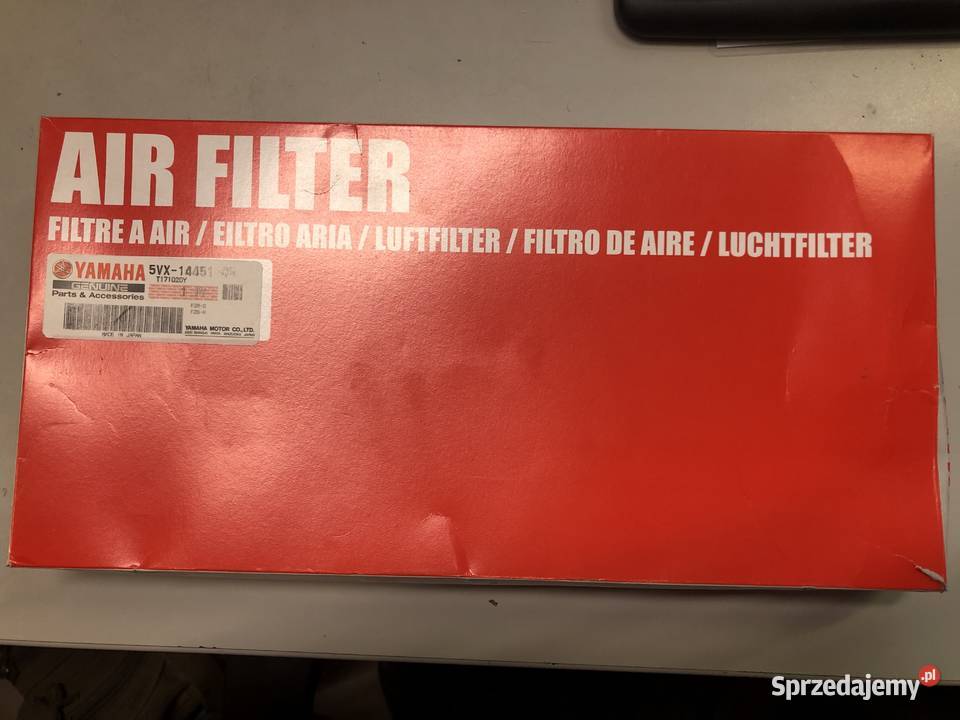 AIR FILTER
FILTRE A AIR / EILTRO ARIA / LUFTFILTER / FILTRO DE AIRE / LUCHTFILTER
YAMAHA
GENUINE
Parts & Accessories
5VX-14451
T171020Y
YAMAHA MOTOR CO., LTD.
MADE IN JAPAN
Sprzedajemy.pl